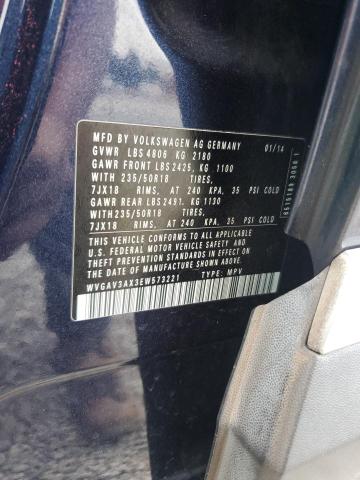 MFD BY VOLKSWAGEN AG GERMANY 01/14
GVWR LBS 4806 KG 2180
GAWR FRONT LBS 2425, KG 1100
WITH 235/50R18 TIRES,
7JX18 RIMS, AT 240 KPA, 35 PSI COLD
GAWR REAR LBS 2491, KG 1130
WITH 235/50R18 TIRES,
7JX18 RIMS, AT 240 KPA, 35 PSI COLD
THIS VEHICLE CONFORMS TO ALL APPLICABLE
U.S. FEDERAL MOTOR VEHICLE SAFETY AND
THEFT PREVENTION STANDARDS IN EFFECT
ON THE DATE OF MANUFACTURE SHOWN ABOVE.
WVGAV3AX3EW573221 TYPE: MPV